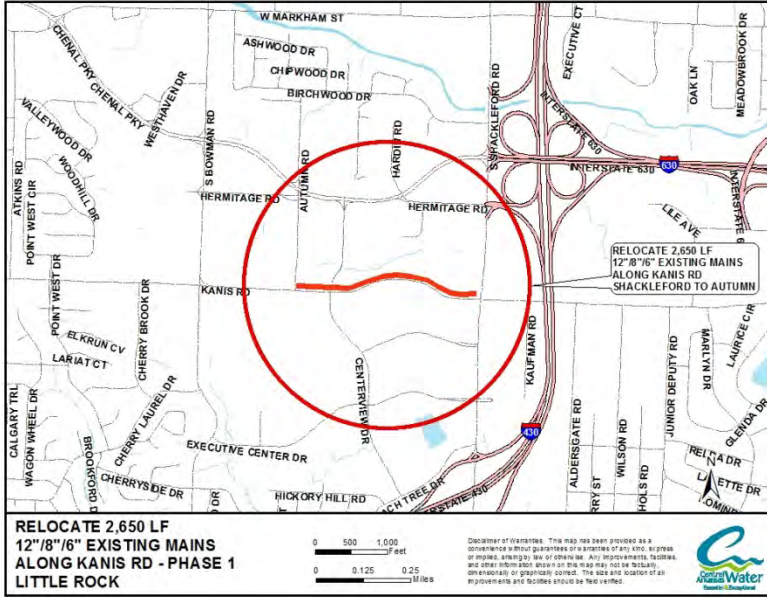 W MARKHAM ST
CHENAL PKY
CHENAL PKY
ASHWOOD DR
CHIPWOOD DR
BIRCHWOOD DR
EXECUTIVE CT
OAK LN
MEADOWBROOK DR
VALLEYWOOD DR
WESTHAVEN DR
WOODHILL DR
ATKINS RD
POINT WEST CIR
S BOWMAN RD
AUTUMN RD
HARDIN RD
S SHACKLEFORD RD
INTERSTATE 630
INTERSTATE 630
630
INTERSTATE 6
HERMITAGE RD
HERMITAGE RD
LILE AVE
RELOCATE 2,650 LF
12"/8"/6" EXISTING MAINS
ALONG KANIS RD
SHACKLEFORD TO AUTUMN
KANIS RD
POINT WEST DR
ELKRUN CV
LARIAT CT
CHERRY BROOK DR
CHERRY LAUREL DR
CALGARY TRL
WAGON WHEEL DR
BROOKFORD D
CHERRYSIDE DR
EXECUTIVE CENTER DR
HICKORY HILL RD
CENTERVIEW DR
KAUFMAN RD
430
ACH TREE DR
ERSTATE 430
ALDERSGATE RD
RRY ST
WILSON RD
HOLS RD
JUNIOR DEPUTY RD
MARLYN DR
LAURICE CIR
GLENDA DR
N
RELOCATE 2,650 LF
12"/8"/6" EXISTING MAINS
ALONG KANIS RD - PHASE 1
LITTLE ROCK
0 500 1,000
Feet
0 0.125 0.25
Miles
Disclaimer of Warranties. This map has been provided as a
convenience without guarantees or warranties of any kind, express
or implied, arising by law or otherwise. Any improvements, facilities,
and other information shown on this map may not be factually,
dimensionally or graphically correct. The size and location of all
improvements and facilities should be field verified.
Central
Arkansas Water